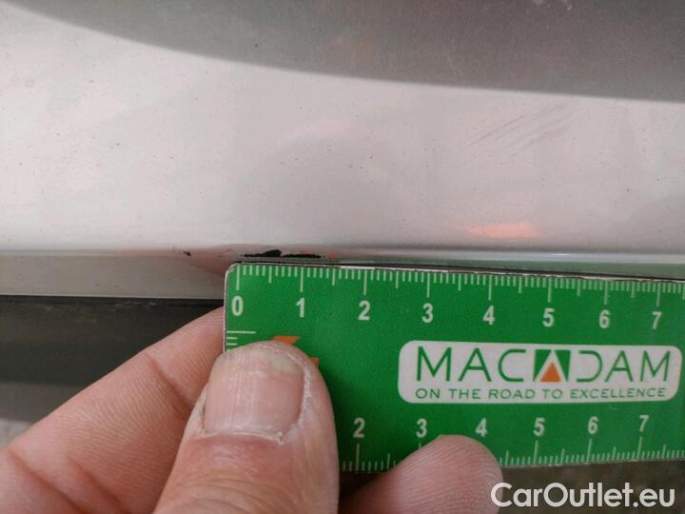 0 1 2 3 4 5 6 7
MACADAM
ON THE ROAD TO EXCELLENCE
2 3 4 5 6 7
CarOutlet.eu